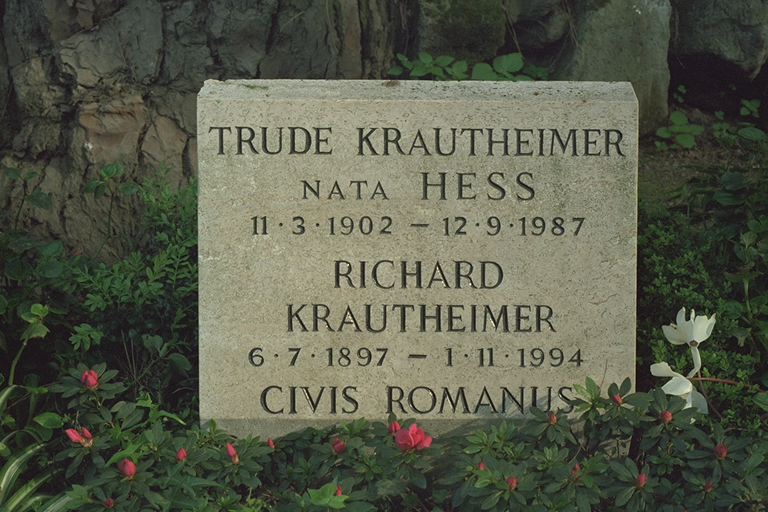 TRUDE KRAUTHEIMER
NATA HESS
11·3·1902 – 12·9·1987
RICHARD
KRAUTHEIMER
6·7·1897 – 1·11·1994
CIVIS ROMANUS